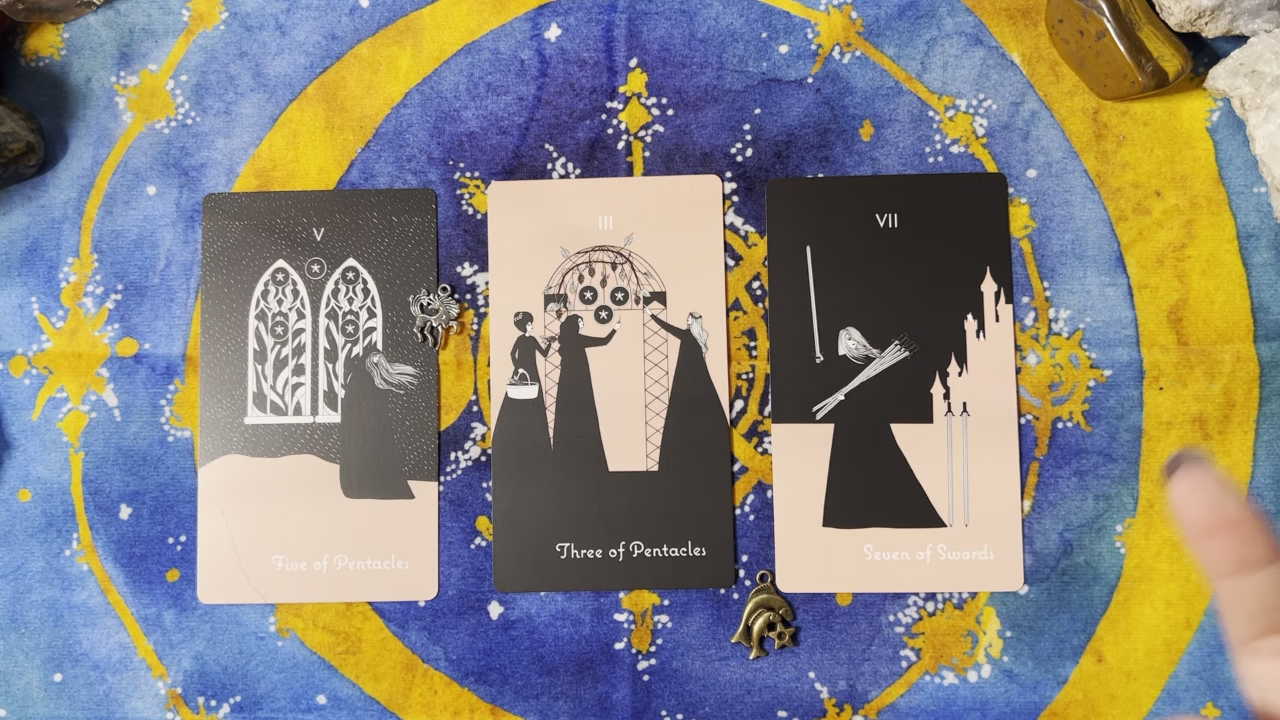 V
Five of Pentacles
III
Three of Pentacles
VII
Seven of Swords